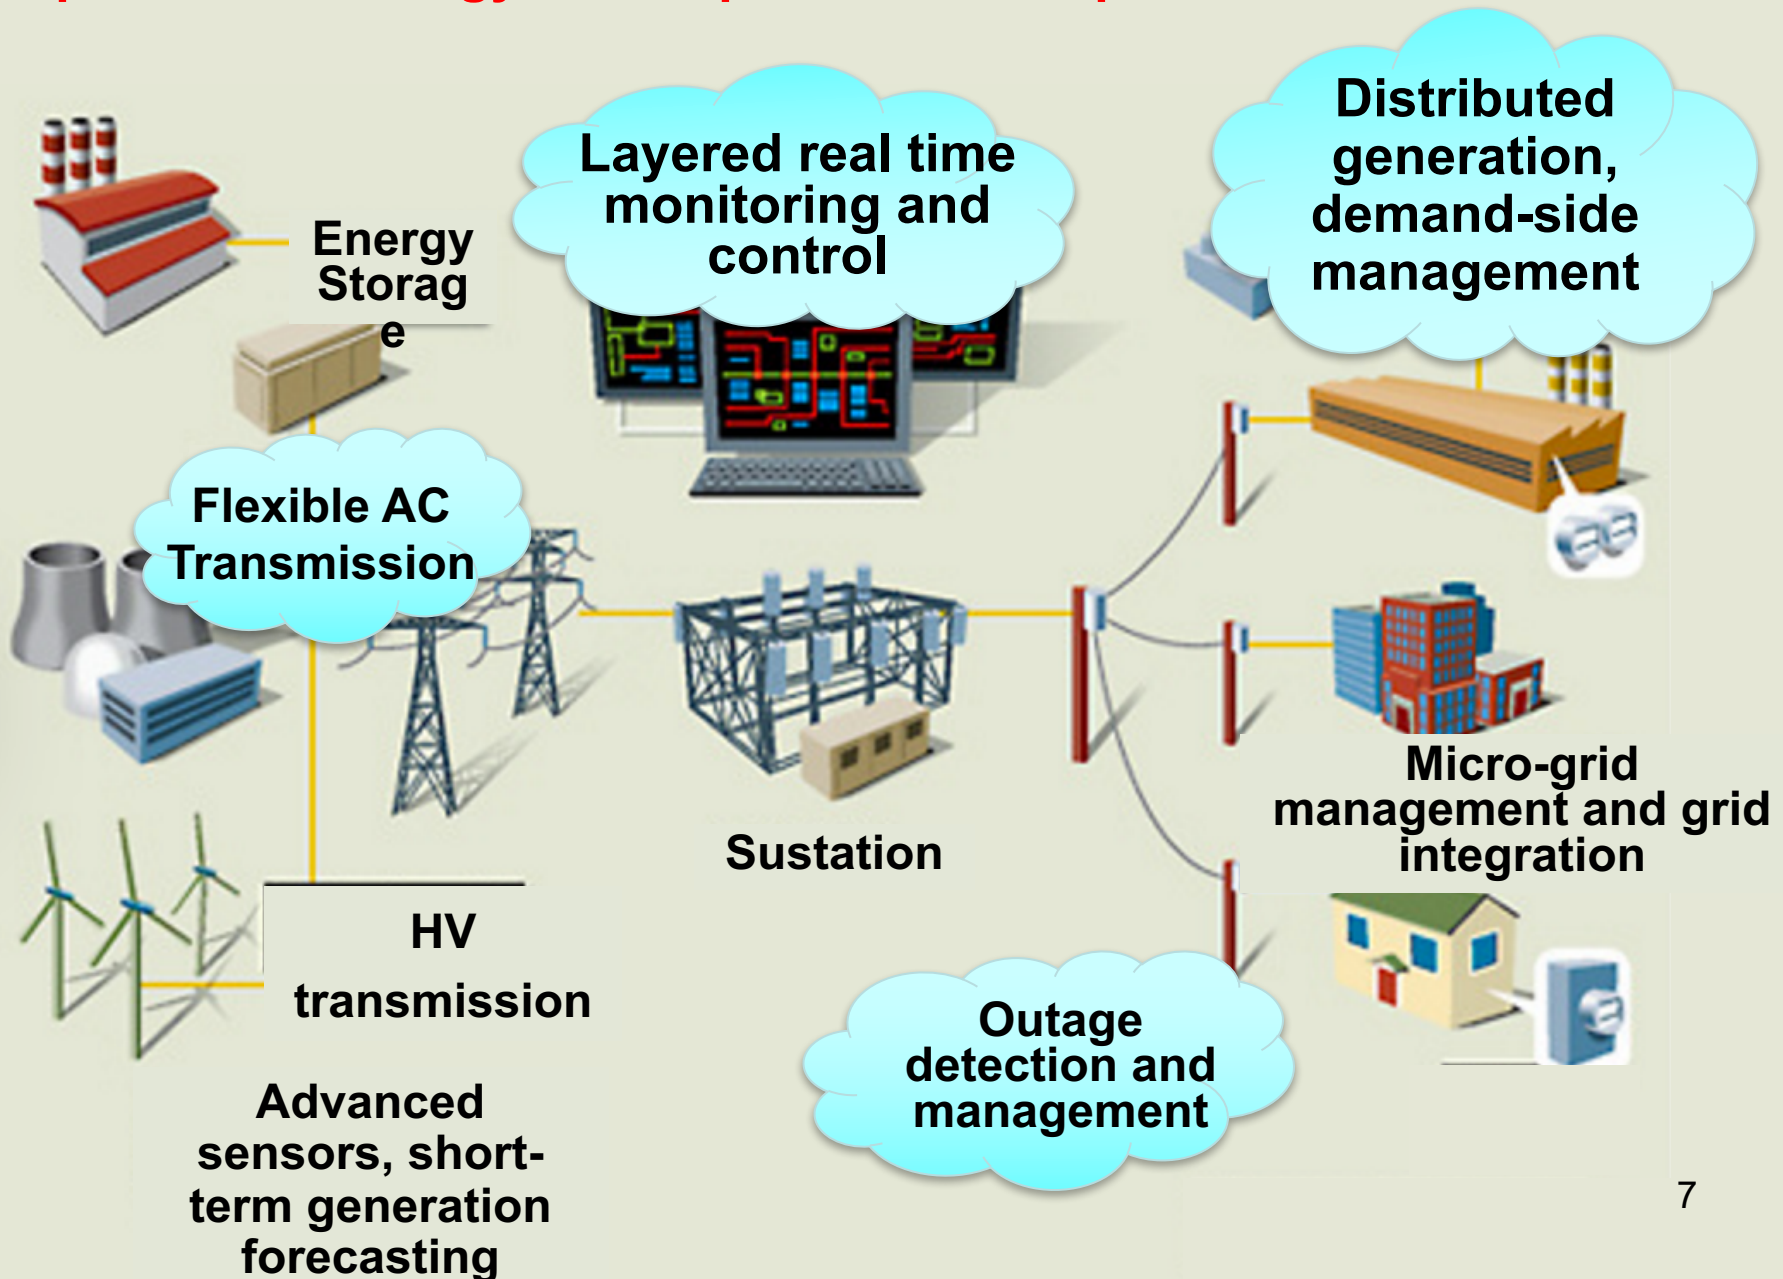 Layered real time
monitoring and
control
Distributed
generation,
demand-side
management
Energy
Storag
e
Flexible AC
Transmission
Sustation
Micro-grid
management and grid
integration
HV
transmission
Outage
detection and
management
Advanced
sensors, short-
term generation
forecasting
7